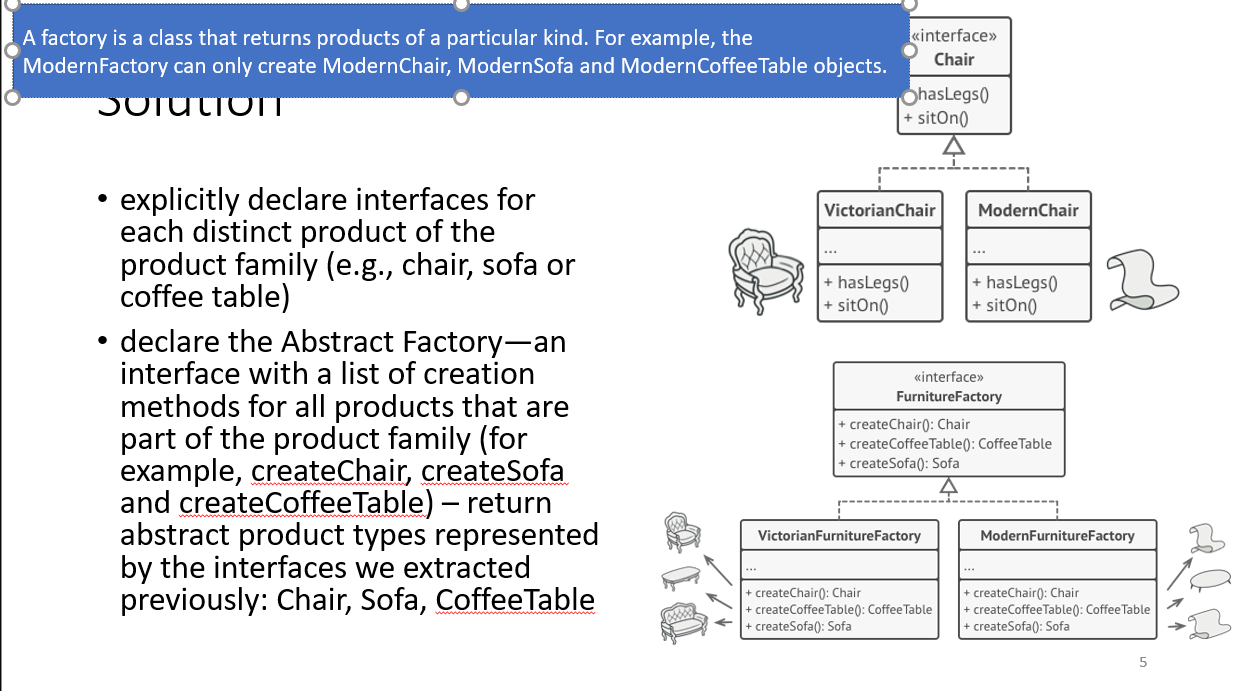 A factory is a class that returns products of a particular kind. For example, the
ModernFactory can only create ModernChair, ModernSofa and ModernCoffeeTable objects.
Solution
• explicitly declare interfaces for
each distinct product of the
product family (e.g., chair, sofa or
coffee table)
• declare the Abstract Factory—an
interface with a list of creation
methods for all products that are
part of the product family (for
example, createChair, createSofa
and createCoffeeTable) – return
abstract product types represented
by the interfaces we extracted
previously: Chair, Sofa, CoffeeTable
«interface»
Chair
hasLegs()
+ sitOn()
VictorianChair
...
+ hasLegs()
+ sitOn()
ModernChair
...
+ hasLegs()
+ sitOn()
«interface»
FurnitureFactory
+ createChair(): Chair
+ createCoffeeTable(): CoffeeTable
+ createSofa(): Sofa
VictorianFurnitureFactory
...
+ createChair(): Chair
+ createCoffeeTable(): CoffeeTable
+ createSofa(): Sofa
ModernFurnitureFactory
...
+ createChair(): Chair
+ createCoffeeTable(): CoffeeTable
+ createSofa(): Sofa
5